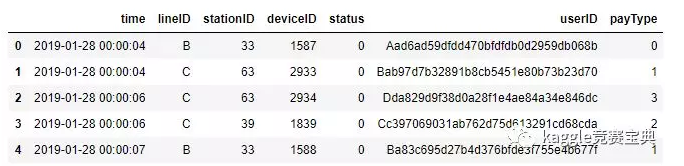 time lineID stationID deviceID status userID payType
0 2019-01-28 00:00:04 B 33 1587 0 Aad6ad59dfdd470bfdfdb0d2959db068b 0
1 2019-01-28 00:00:04 C 63 2933 0 Bab97d7b32891b8cb5451e80b73b23d70 1
2 2019-01-28 00:00:06 C 63 2934 0 Dda829d9f38d0a28f1e4ae84a34e846dc 3
3 2019-01-28 00:00:06 C 39 1839 0 Cc397069031ab762d75d613291cd68cda 2
4 2019-01-28 00:00:07 B 33 1588 0 Ba83c695d27b4d376bfde3f755e4b677f 1
kaggle竞赛宝典